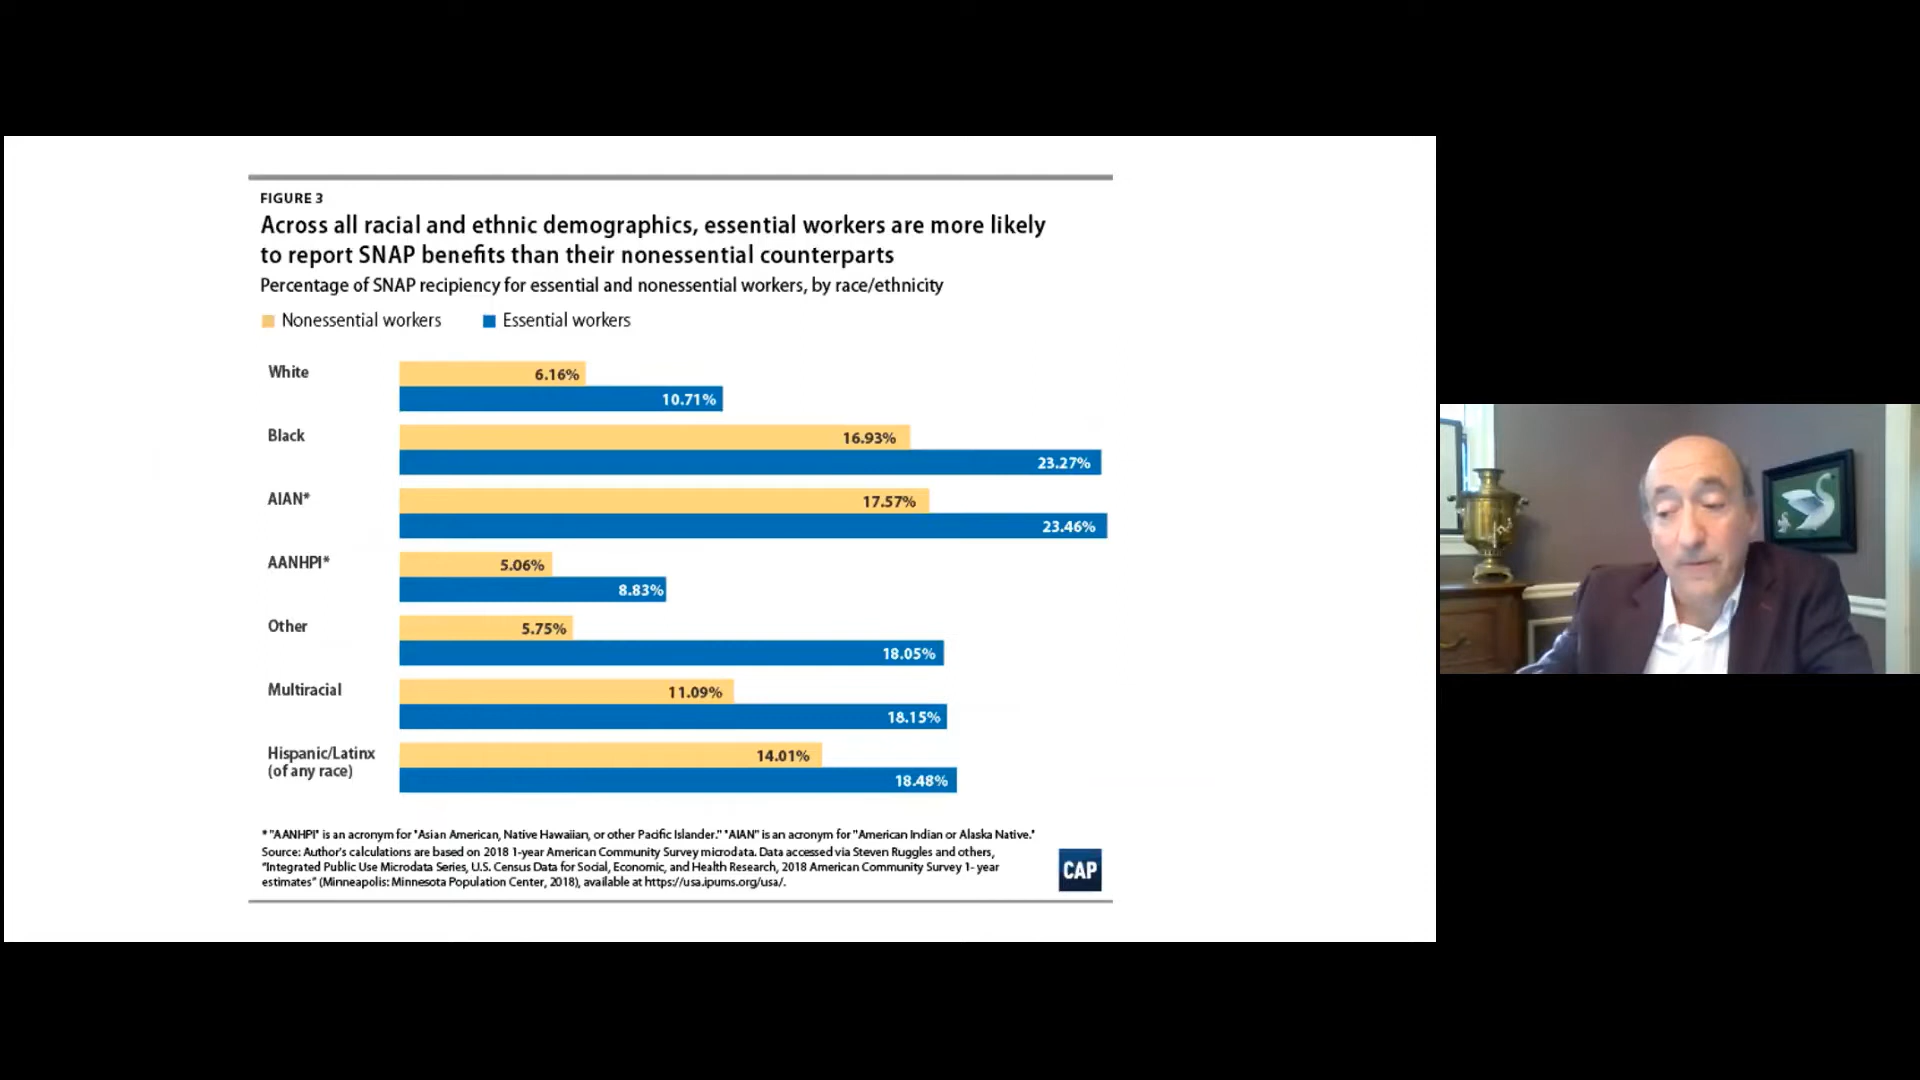 FIGURE 3
Across all racial and ethnic demographics, essential workers are more likely
to report SNAP benefits than their nonessential counterparts
Percentage of SNAP recipiency for essential and nonessential workers, by race/ethnicity
Nonessential workers Essential workers
White
6.16%
10.71%
Black
16.93%
23.27%
AIAN*
17.57%
23.46%
AANHPI*
5.06%
8.83%
Other
5.75%
18.05%
Multiracial
11.09%
18.15%
Hispanic/Latinx
(of any race)
14.01%
18.48%
* "AANHPI" is an acronym for "Asian American, Native Hawaiian, or other Pacific Islander." "AIAN" is an acronym for "American Indian or Alaska Native."
Source: Author's calculations are based on 2018 1-year American Community Survey microdata. Data accessed via Steven Ruggles and others,
"Integrated Public Use Microdata Series, U.S. Census Data for Social, Economic, and Health Research, 2018 American Community Survey 1- year
estimates" (Minneapolis: Minnesota Population Center, 2018), available at https://usa.ipums.org/usa/.
CAP